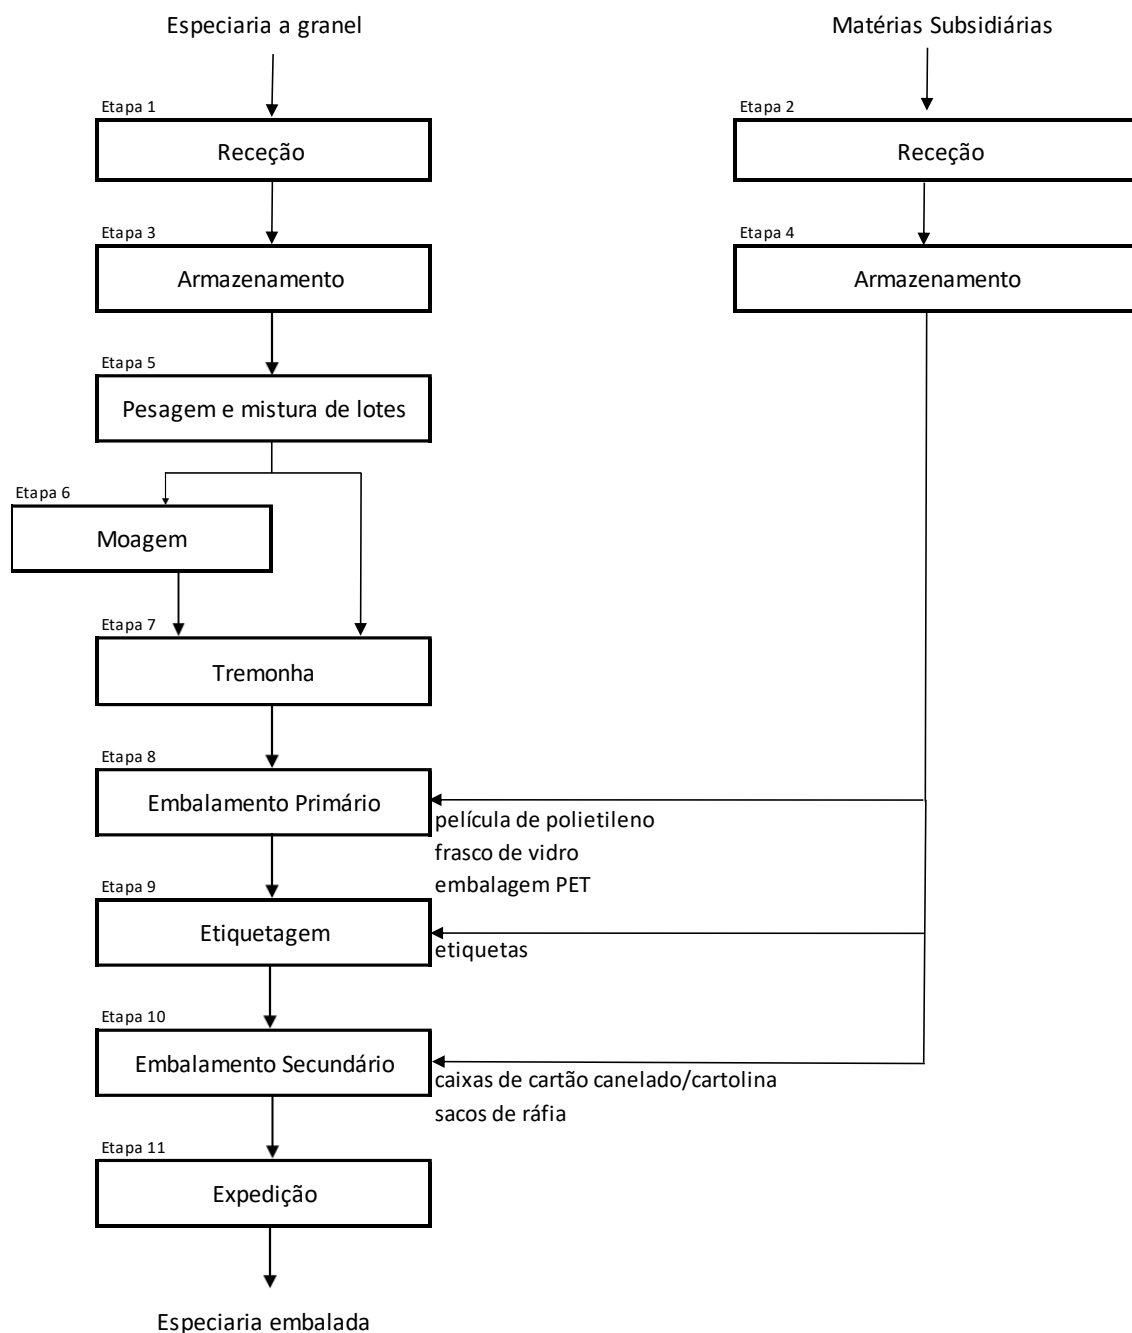 Especiaria a granel
Matérias Subsidiárias
Etapa 1
Receção
Etapa 2
Receção
Etapa 3
Armazenamento
Etapa 4
Armazenamento
Etapa 5
Pesagem e mistura de lotes
Etapa 6
Moagem
Etapa 7
Tremonha
Etapa 8
Embalamento Primário
película de polietileno
frasco de vidro
embalagem PET
Etapa 9
Etiquetagem
etiquetas
Etapa 10
Embalamento Secundário
caixas de cartão canelado/cartolina
sacos de ráfia
Etapa 11
Expedição
Especiaria embalada